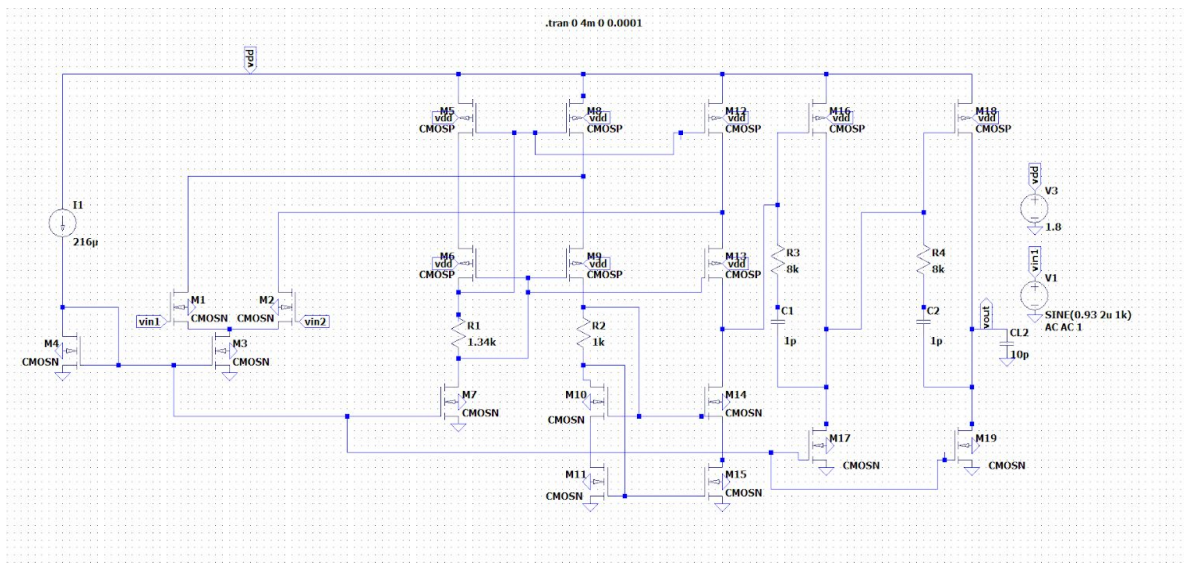 .tran 0 4m 0 0.0001
vdd
M5
vdd
CMOSP
M8
vdd
CMOSP
M12
vdd
CMOSP
M16
vdd
CMOSP
M18
vdd
CMOSP
I1
216µ
vdd
V3
1.8
M6
vdd
CMOSP
M9
vdd
CMOSP
M13
vdd
CMOSP
R3
8k
R4
8k
vin1
V1
SINE(0.93 2u 1k)
AC AC 1
M1
CMOSN
vin1
M2
CMOSN
vin2
C1
1p
C2
1p
vout
CL2
10p
R1
1.34k
R2
1k
M4
CMOSN
M3
CMOSN
M7
CMOSN
M10
CMOSN
M14
CMOSN
M17
CMOSN
M19
CMOSN
M11
CMOSN
M15
CMOSN